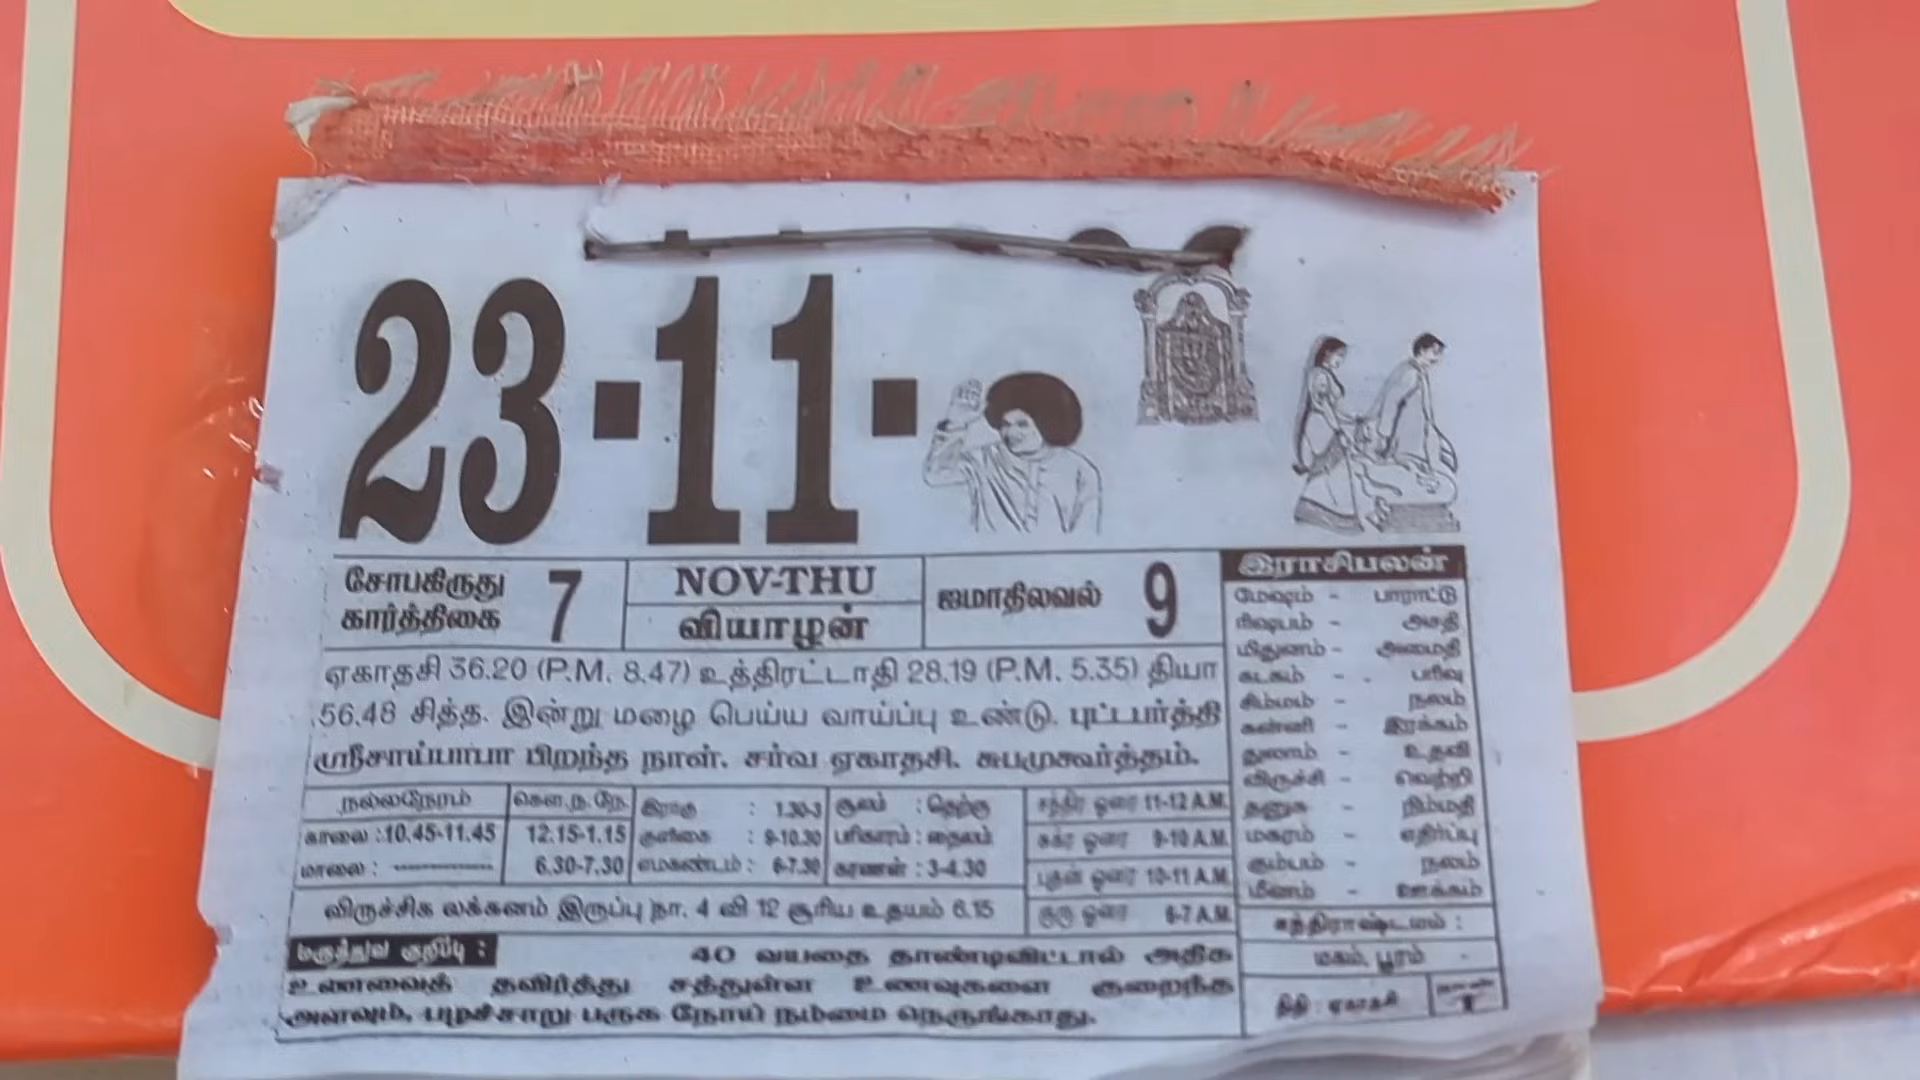 23-11-
சோபகிருது
கார்த்திகை 7
NOV-THU
வியாழன்
ஜமாதிலவல் 9
ஏகாதசி 36.20 (P.M. 8.47) உத்திரட்டாதி 28.19 (P.M. 5.35) தியா
56.48 சித்த. இன்று மழை பெய்ய வாய்ப்பு உண்டு. புட்டபர்த்தி
ஸ்ரீசாய்பாபா பிறந்த நாள். சர்வ ஏகாதசி. சுபமுகூர்த்தம்.
நல்லநேரம்
காலை : 10.45-11.45
மாலை : ------------
கௌ.ந.நே.
12.15-1.15
6.30-7.30
இராகு : 1.30-3
குளிகை : 9-10.30
எமகண்டம் : 6-7.30
சூலம் : தெற்கு
பரிகாரம் : தைலம்
கரணன் : 3-4.30
சந்திர ஓரை 11-12 A.M.
சுக்ர ஓரை 9-10 A.M.
புதன் ஓரை 10-11 A.M.
குரு ஓரை 6-7 A.M.
விருச்சிக லக்கனம் இருப்பு நா. 4 வி 12 சூரிய உதயம் 6.15
மருத்துவ குறிப்பு :
40 வயதை தாண்டிவிட்டால் அதிக
உணவைத் தவிர்த்து சத்துள்ள உணவுகளை குறைந்த
அளவும், பழச்சாறு பருக நோய் நம்மை நெருங்காது.
இராசிபலன்
மேஷம் - பாராட்டு
ரிஷபம் - அசதி
மிதுனம் - அமைதி
கடகம் - பரிவு
சிம்மம் - நலம்
கன்னி - இரக்கம்
துலாம் - உதவி
விருச்சி - வெற்றி
தனுசு - நிம்மதி
மகரம் - எதிர்ப்பு
கும்பம் - நலம்
மீனம் - ஊக்கம்
சந்திராஷ்டமம் :
மகம், பூரம்
திதி : ஏகாதசி